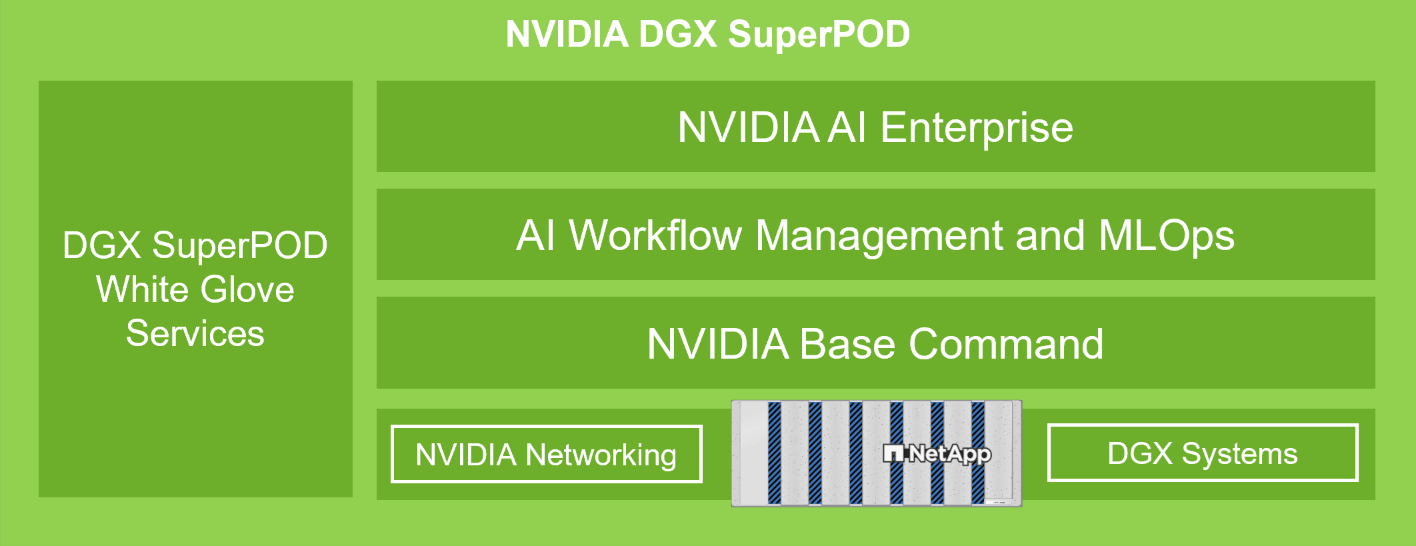 NVIDIA DGX SuperPOD
DGX SuperPOD
White Glove
Services
NVIDIA AI Enterprise
AI Workflow Management and MLOps
NVIDIA Base Command
NVIDIA Networking
NetApp
DGX Systems